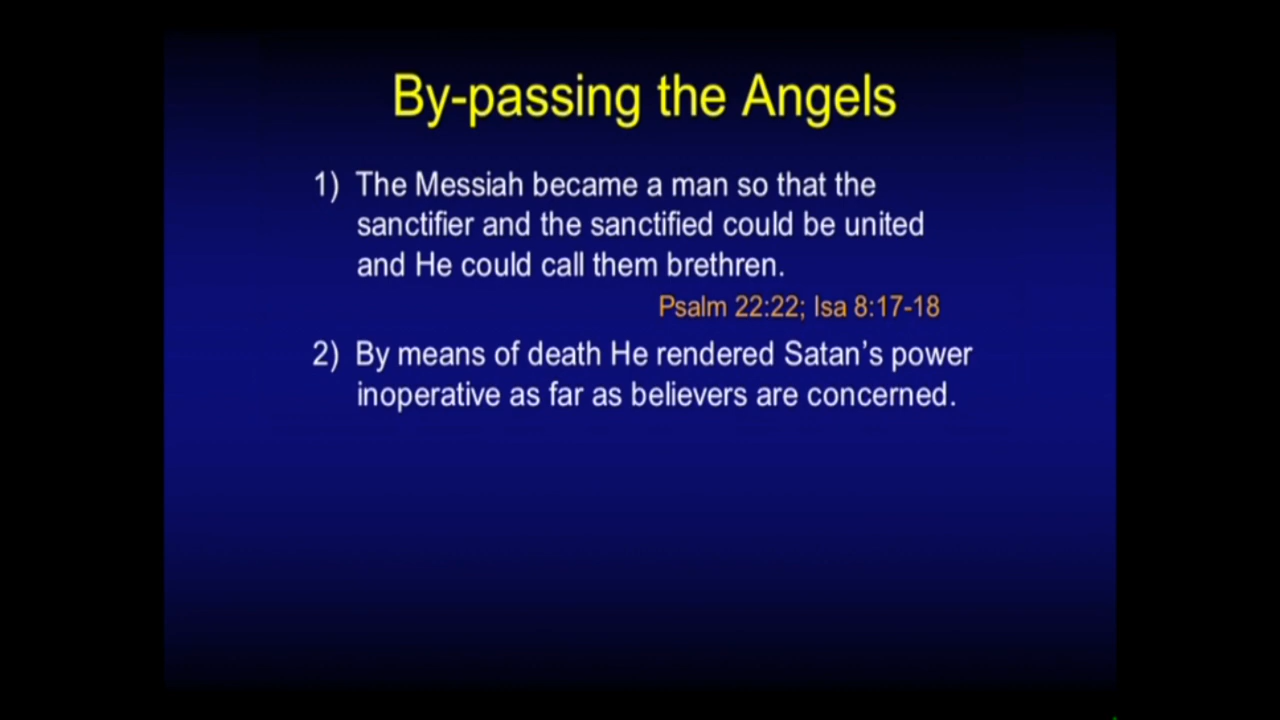 By-passing the Angels
1) The Messiah became a man so that the
sanctifier and the sanctified could be united
and He could call them brethren.
Psalm 22:22; Isa 8:17-18
2) By means of death He rendered Satan’s power
inoperative as far as believers are concerned.